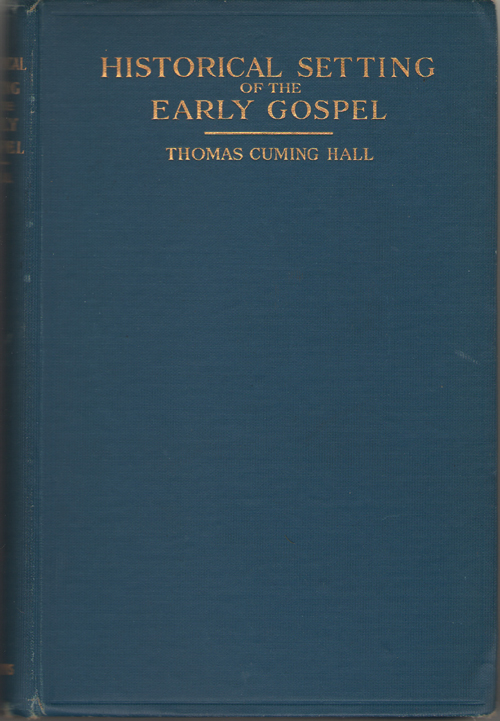 HISTORICAL SETTING
OF THE
EARLY GOSPEL
THOMAS CUMING HALL